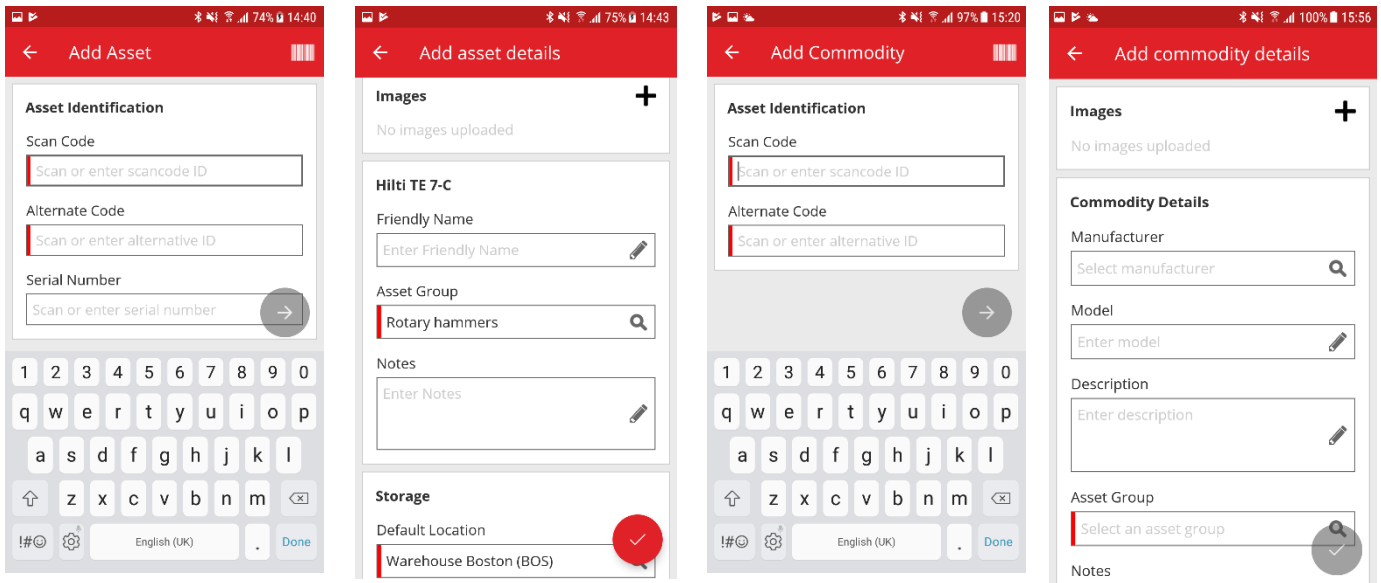 74% 14:40
Add Asset
Asset Identification
Scan Code
Scan or enter scancode ID
Alternate Code
Scan or enter alternative ID
Serial Number
Scan or enter serial number
1 2 3 4 5 6 7 8 9 0
q w e r t y u i o p
a s d f g h j k l
z x c v b n m
!#☺ English (UK) . Done
75% 14:43
Add asset details
Images
No images uploaded
Hilti TE 7-C
Friendly Name
Enter Friendly Name
Asset Group
Rotary hammers
Notes
Enter Notes
Storage
Default Location
Warehouse Boston (BOS)
97% 15:20
Add Commodity
Asset Identification
Scan Code
Scan or enter scancode ID
Alternate Code
Scan or enter alternative ID
1 2 3 4 5 6 7 8 9 0
q w e r t y u i o p
a s d f g h j k l
z x c v b n m
!#☺ English (UK) . Done
100% 15:56
Add commodity details
Images
No images uploaded
Commodity Details
Manufacturer
Select manufacturer
Model
Enter model
Description
Enter description
Asset Group
Select an asset group
Notes